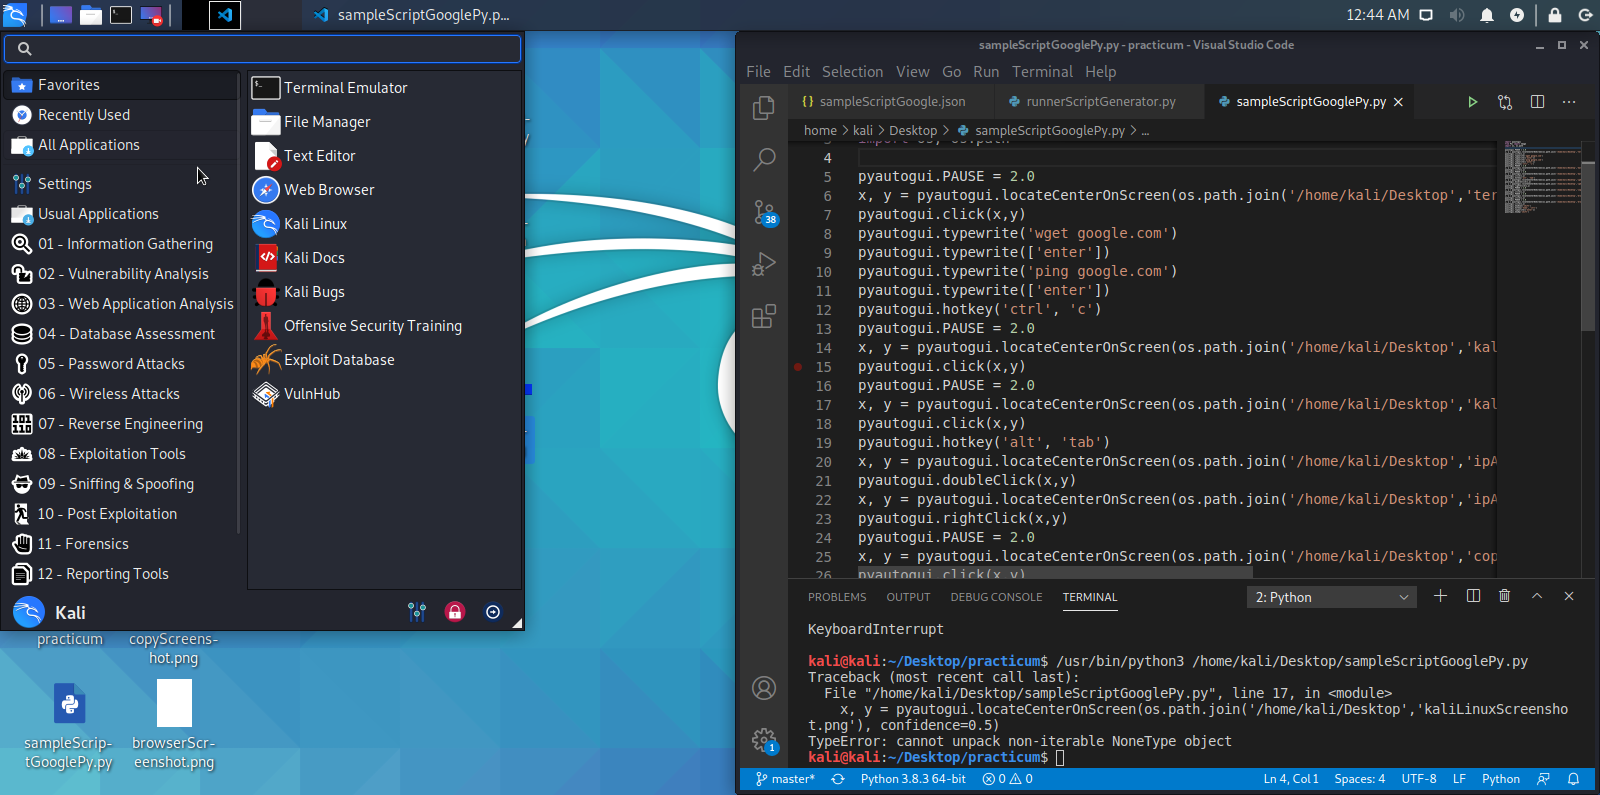 sampleScriptGooglePy.p...
12:44 AM
Favorites
Recently Used
All Applications
Settings
Usual Applications
01 - Information Gathering
02 - Vulnerability Analysis
03 - Web Application Analysis
04 - Database Assessment
05 - Password Attacks
06 - Wireless Attacks
07 - Reverse Engineering
08 - Exploitation Tools
09 - Sniffing & Spoofing
10 - Post Exploitation
11 - Forensics
12 - Reporting Tools
Terminal Emulator
File Manager
Text Editor
Web Browser
Kali Linux
Kali Docs
Kali Bugs
Offensive Security Training
Exploit Database
VulnHub
Kali
practicum
copyScreens-
hot.png
sampleScrip-
tGooglePy.py
browserScr-
eenshot.png
sampleScriptGooglePy.py - practicum - Visual Studio Code
File Edit Selection View Go Run Terminal Help
{ } sampleScriptGoogle.json runnerScriptGenerator.py sampleScriptGooglePy.py
home > kali > Desktop > sampleScriptGooglePy.py > ...
3 import os, os.path
4
5 pyautogui.PAUSE = 2.0
6 x, y = pyautogui.locateCenterOnScreen(os.path.join('/home/kali/Desktop','ter
7 pyautogui.click(x,y)
8 pyautogui.typewrite('wget google.com')
9 pyautogui.typewrite(['enter'])
10 pyautogui.typewrite('ping google.com')
11 pyautogui.typewrite(['enter'])
12 pyautogui.hotkey('ctrl', 'c')
13 pyautogui.PAUSE = 2.0
14 x, y = pyautogui.locateCenterOnScreen(os.path.join('/home/kali/Desktop','kal
15 pyautogui.click(x,y)
16 pyautogui.PAUSE = 2.0
17 x, y = pyautogui.locateCenterOnScreen(os.path.join('/home/kali/Desktop','kal
18 pyautogui.click(x,y)
19 pyautogui.hotkey('alt', 'tab')
20 x, y = pyautogui.locateCenterOnScreen(os.path.join('/home/kali/Desktop','ipA
21 pyautogui.doubleClick(x,y)
22 x, y = pyautogui.locateCenterOnScreen(os.path.join('/home/kali/Desktop','ipA
23 pyautogui.rightClick(x,y)
24 pyautogui.PAUSE = 2.0
25 x, y = pyautogui.locateCenterOnScreen(os.path.join('/home/kali/Desktop','cop
26 pyautogui.click(x,y)
38
1
PROBLEMS OUTPUT DEBUG CONSOLE TERMINAL 2: Python
KeyboardInterrupt
kali@kali:~/Desktop/practicum$ /usr/bin/python3 /home/kali/Desktop/sampleScriptGooglePy.py
Traceback (most recent call last):
File "/home/kali/Desktop/sampleScriptGooglePy.py", line 17, in <module>
x, y = pyautogui.locateCenterOnScreen(os.path.join('/home/kali/Desktop','kaliLinuxScreensho
t.png'), confidence=0.5)
TypeError: cannot unpack non-iterable NoneType object
kali@kali:~/Desktop/practicum$
master* Python 3.8.3 64-bit 0 0 Ln 4, Col 1 Spaces: 4 UTF-8 LF Python